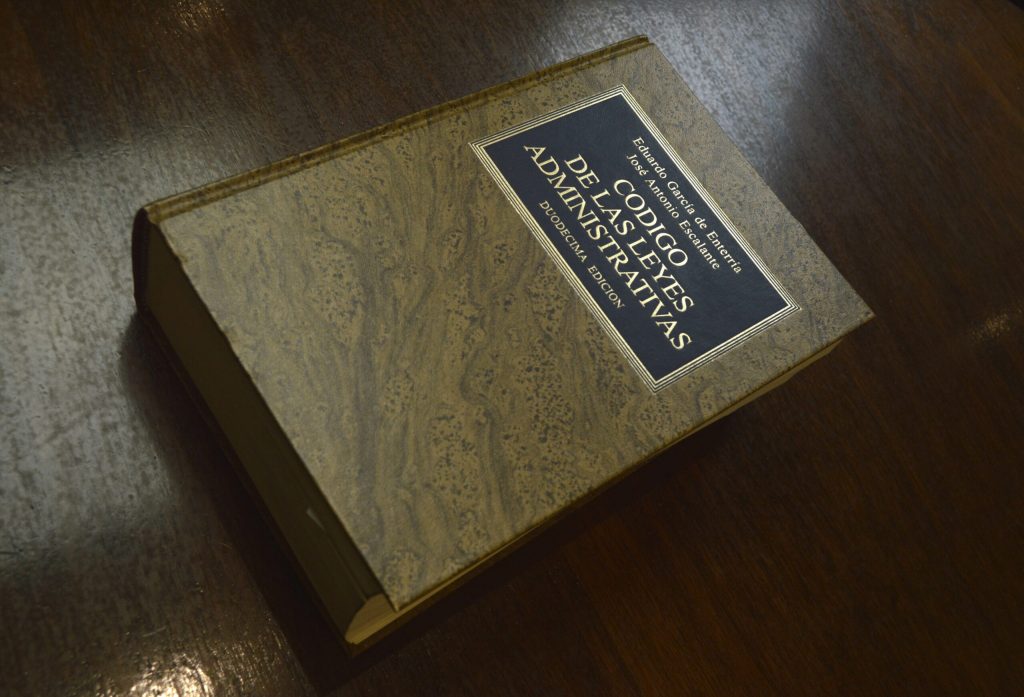 Eduardo García de Enterría
José Antonio Escalante
CODIGO
DE LAS LEYES
ADMINISTRATIVAS
DUODECIMA EDICION